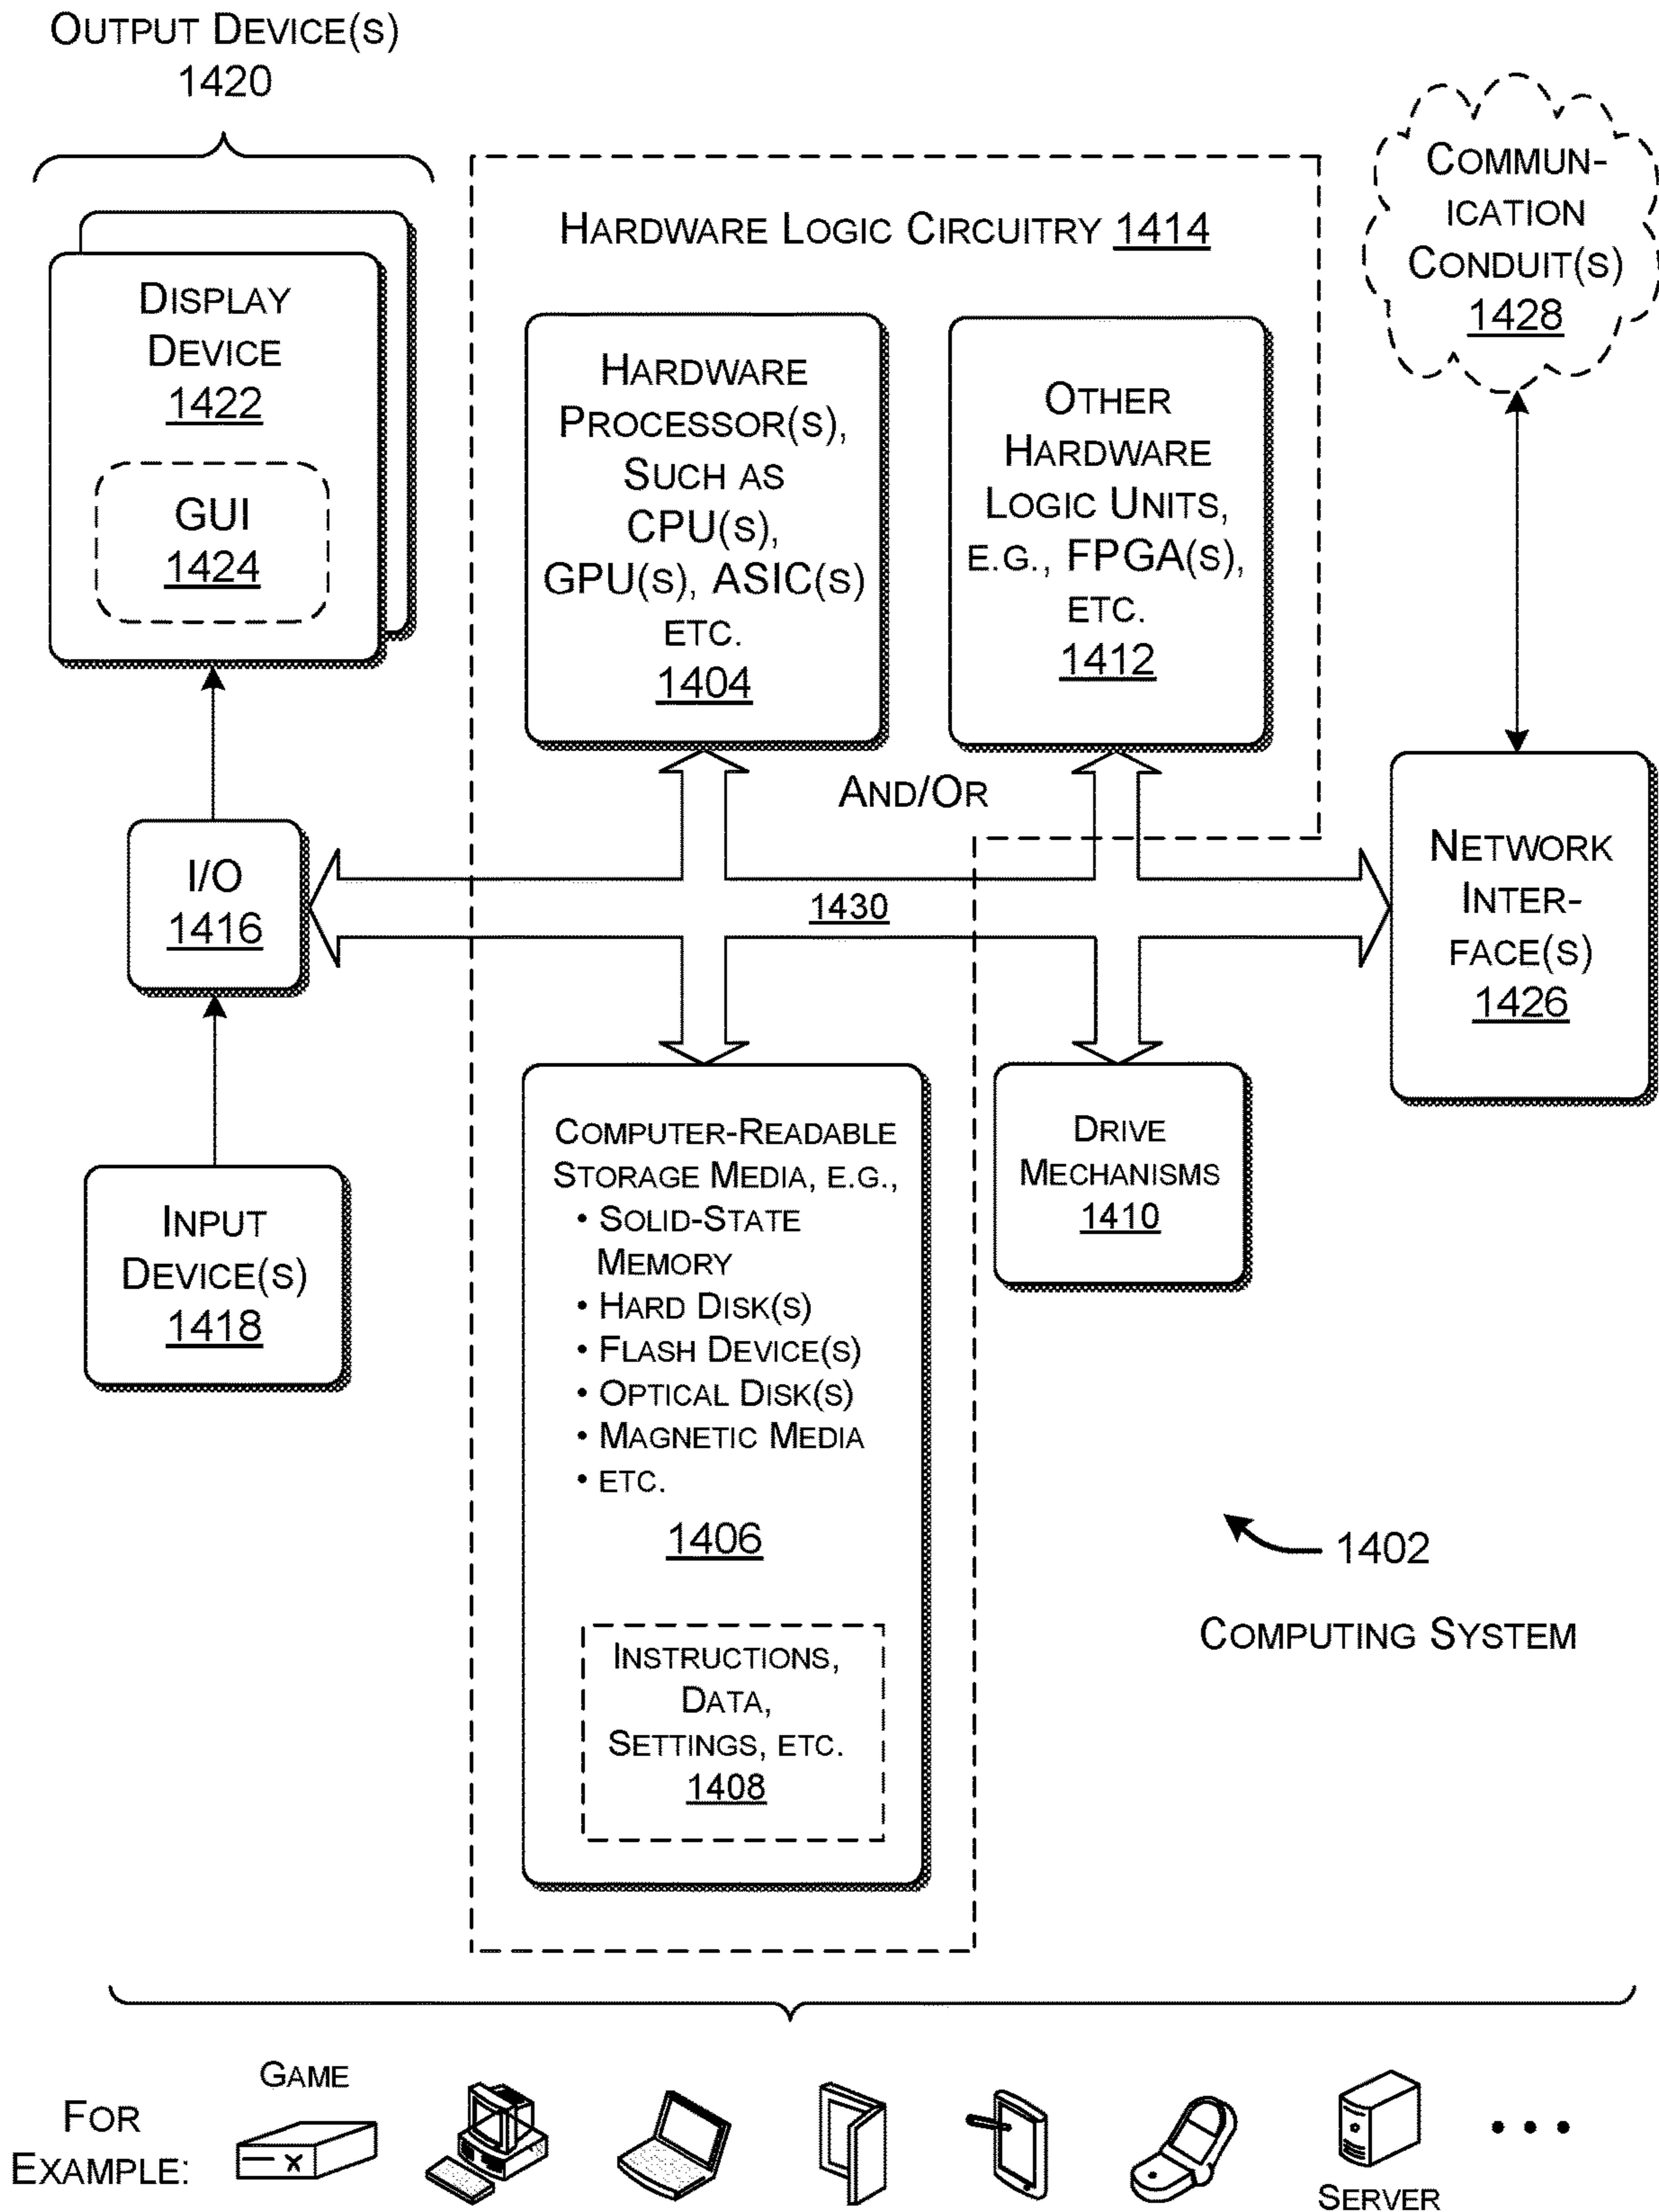 OUTPUT DEVICE(S)
1420
DISPLAY
DEVICE
1422
GUI
1424
I/O
1416
INPUT
DEVICE(S)
1418
HARDWARE LOGIC CIRCUITRY 1414
HARDWARE
PROCESSOR(S),
SUCH AS
CPU(S),
GPU(S), ASIC(S)
ETC.
1404
OTHER
HARDWARE
LOGIC UNITS,
E.G., FPGA(S),
ETC.
1412
AND/OR
1430
COMPUTER-READABLE
STORAGE MEDIA, E.G.,
• SOLID-STATE
MEMORY
• HARD DISK(S)
• FLASH DEVICE(S)
• OPTICAL DISK(S)
• MAGNETIC MEDIA
• ETC.
1406
INSTRUCTIONS,
DATA,
SETTINGS, ETC.
1408
DRIVE
MECHANISMS
1410
COMMUN-
ICATION
CONDUIT(S)
1428
NETWORK
INTER-
FACE(S)
1426
1402
COMPUTING SYSTEM
FOR
EXAMPLE:
GAME
X
SERVER
• • •